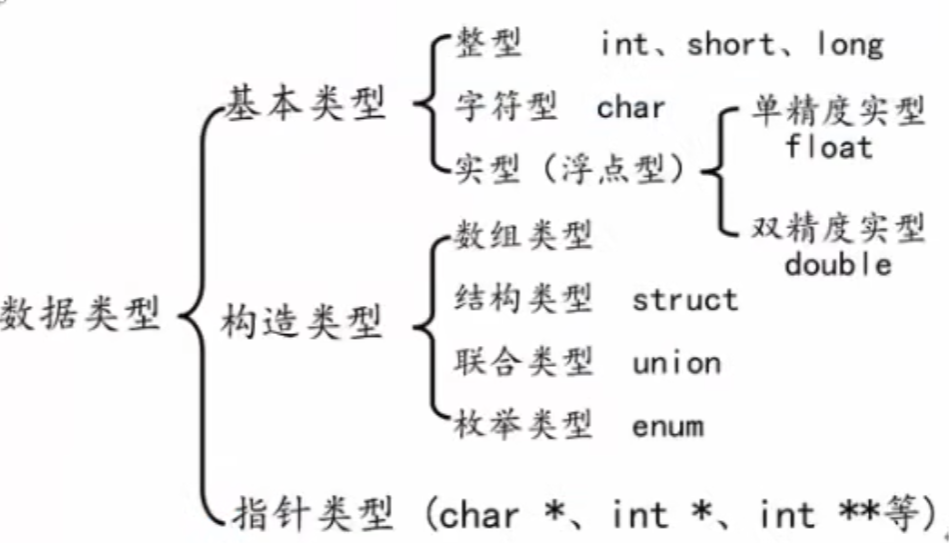 数据类型
基本类型
整型 int、short、long
字符型 char
实型（浮点型）
单精度实型
float
双精度实型
double
构造类型
数组类型
结构类型 struct
联合类型 union
枚举类型 enum
指针类型（char *、int *、int **等）